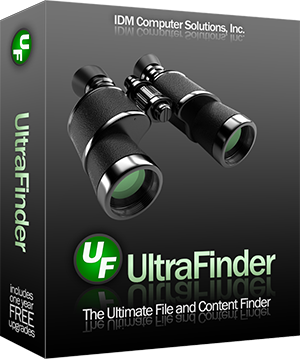 IDM Computer Solutions, Inc.
UF UltraFinder
The Ultimate File and Content Finder
UF
UltraFinder
includes
one year
FREE
upgrades